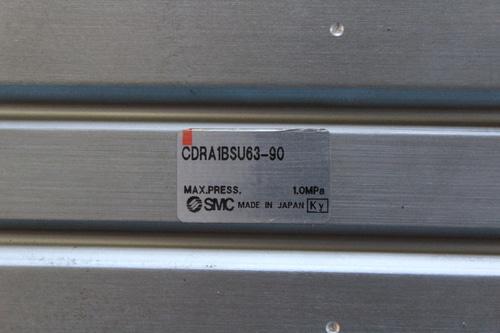 CDRA1BSU63-90
MAX.PRESS. 1.0MPa
SMC MADE IN JAPAN Ky